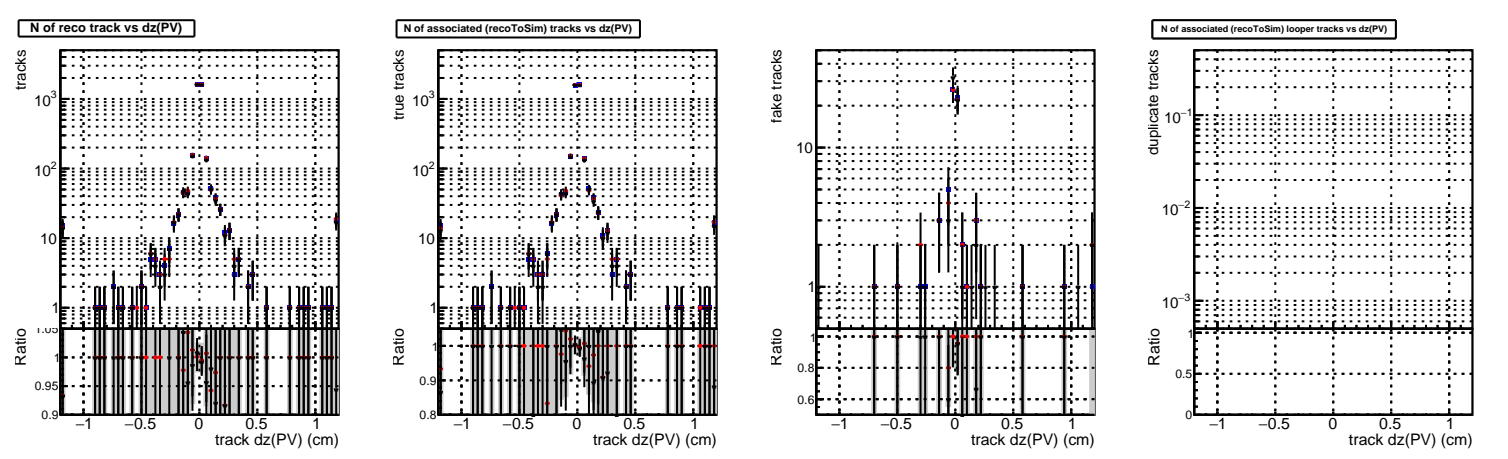 N of reco track vs dz(PV)
tracks
10³
10²
10
1
Ratio
1.05
1
0.95
0.9
−1 −0.5 0 0.5 1
track dz(PV) (cm)
N of associated (recoToSim) tracks vs dz(PV)
true tracks
10³
10²
10
1
Ratio
1
0.9
0.8
−1 −0.5 0 0.5 1
track dz(PV) (cm)
fake tracks
10
1
Ratio
1
0.8
0.6
−1 −0.5 0 0.5 1
track dz(PV) (cm)
N of associated (recoToSim) looper tracks vs dz(PV)
duplicate tracks
10⁻¹
10⁻²
10⁻³
Ratio
1
0.5
0
−1 −0.5 0 0.5 1
track dz(PV) (cm)